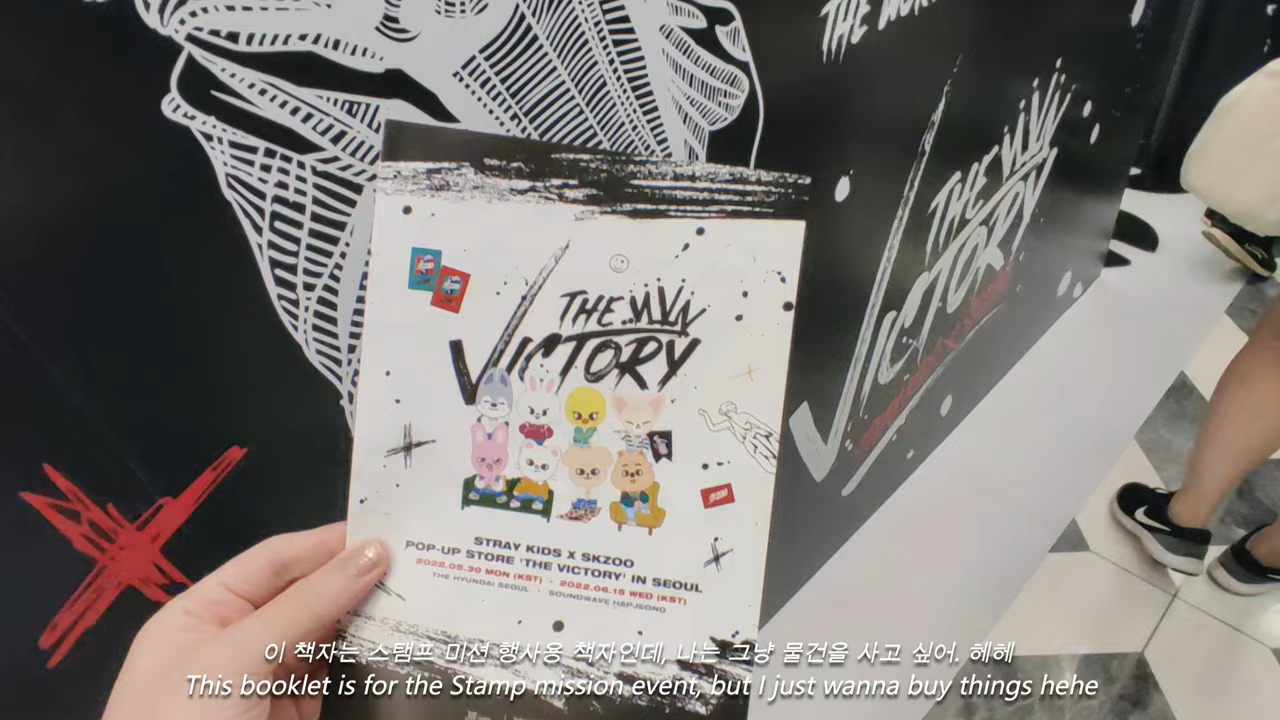 THE
THE
VICTORY
THE
VICTORY
STRAY KIDS X SKZOO
POP-UP STORE 'THE VICTORY' IN SEOUL
2022.05.30 MON (KST) - 2022.06.15 WED (KST)
THE HYUNDAI SEOUL · SOUNDWAVE HAPJEONG
이 책자는 스탬프 미션 행사용 책자인데, 나는 그냥 물건을 사고 싶어. 헤헤
This booklet is for the Stamp mission event, but I just wanna buy things hehe